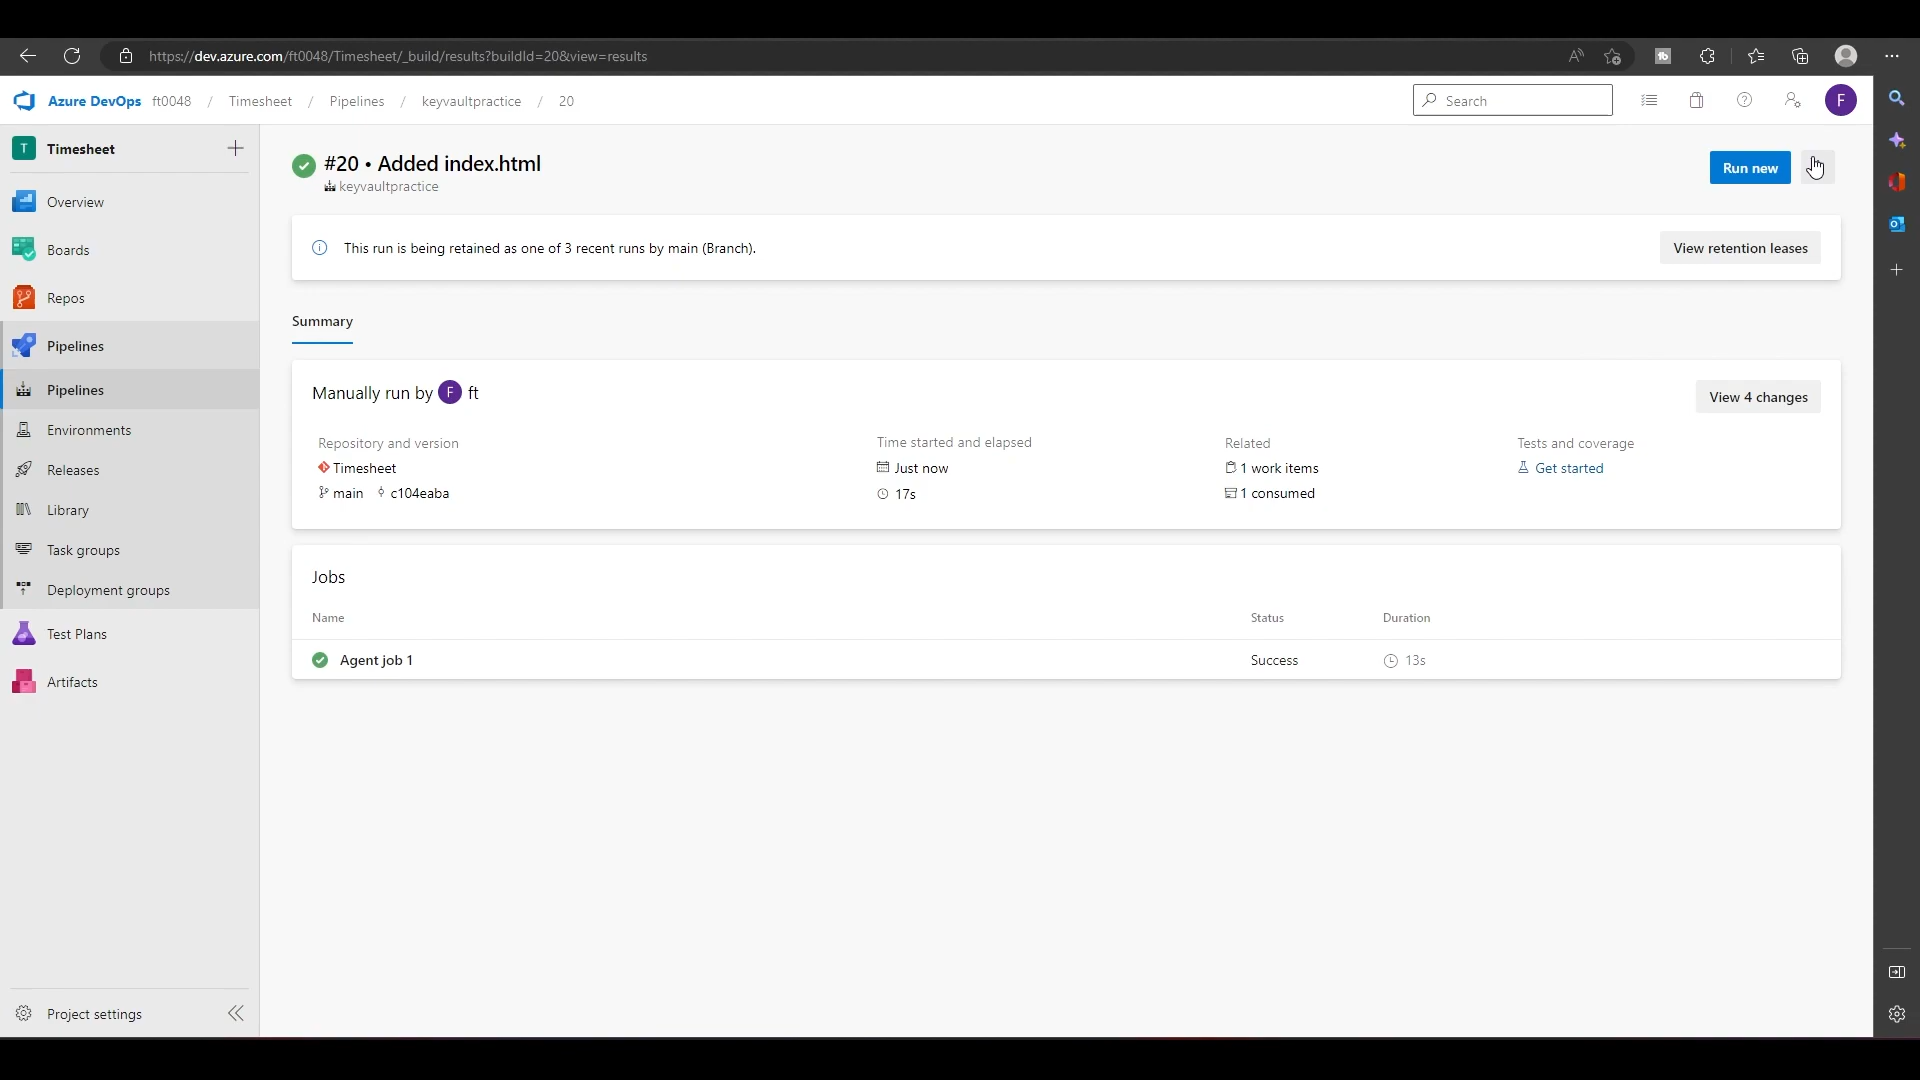 https://dev.azure.com/ft0048/Timesheet/_build/results?buildId=20&view=results
Azure DevOps ft0048 / Timesheet / Pipelines / keyvaultpractice / 20
Search
F
T Timesheet
Overview
Boards
Repos
Pipelines
Pipelines
Environments
Releases
Library
Task groups
Deployment groups
Test Plans
Artifacts
Project settings
#20 • Added index.html
keyvaultpractice
Run new
This run is being retained as one of 3 recent runs by main (Branch).
View retention leases
Summary
Manually run by F ft
View 4 changes
Repository and version
Timesheet
main c104eaba
Time started and elapsed
Just now
17s
Related
1 work items
1 consumed
Tests and coverage
Get started
Jobs
Name Status Duration
Agent job 1 Success 13s